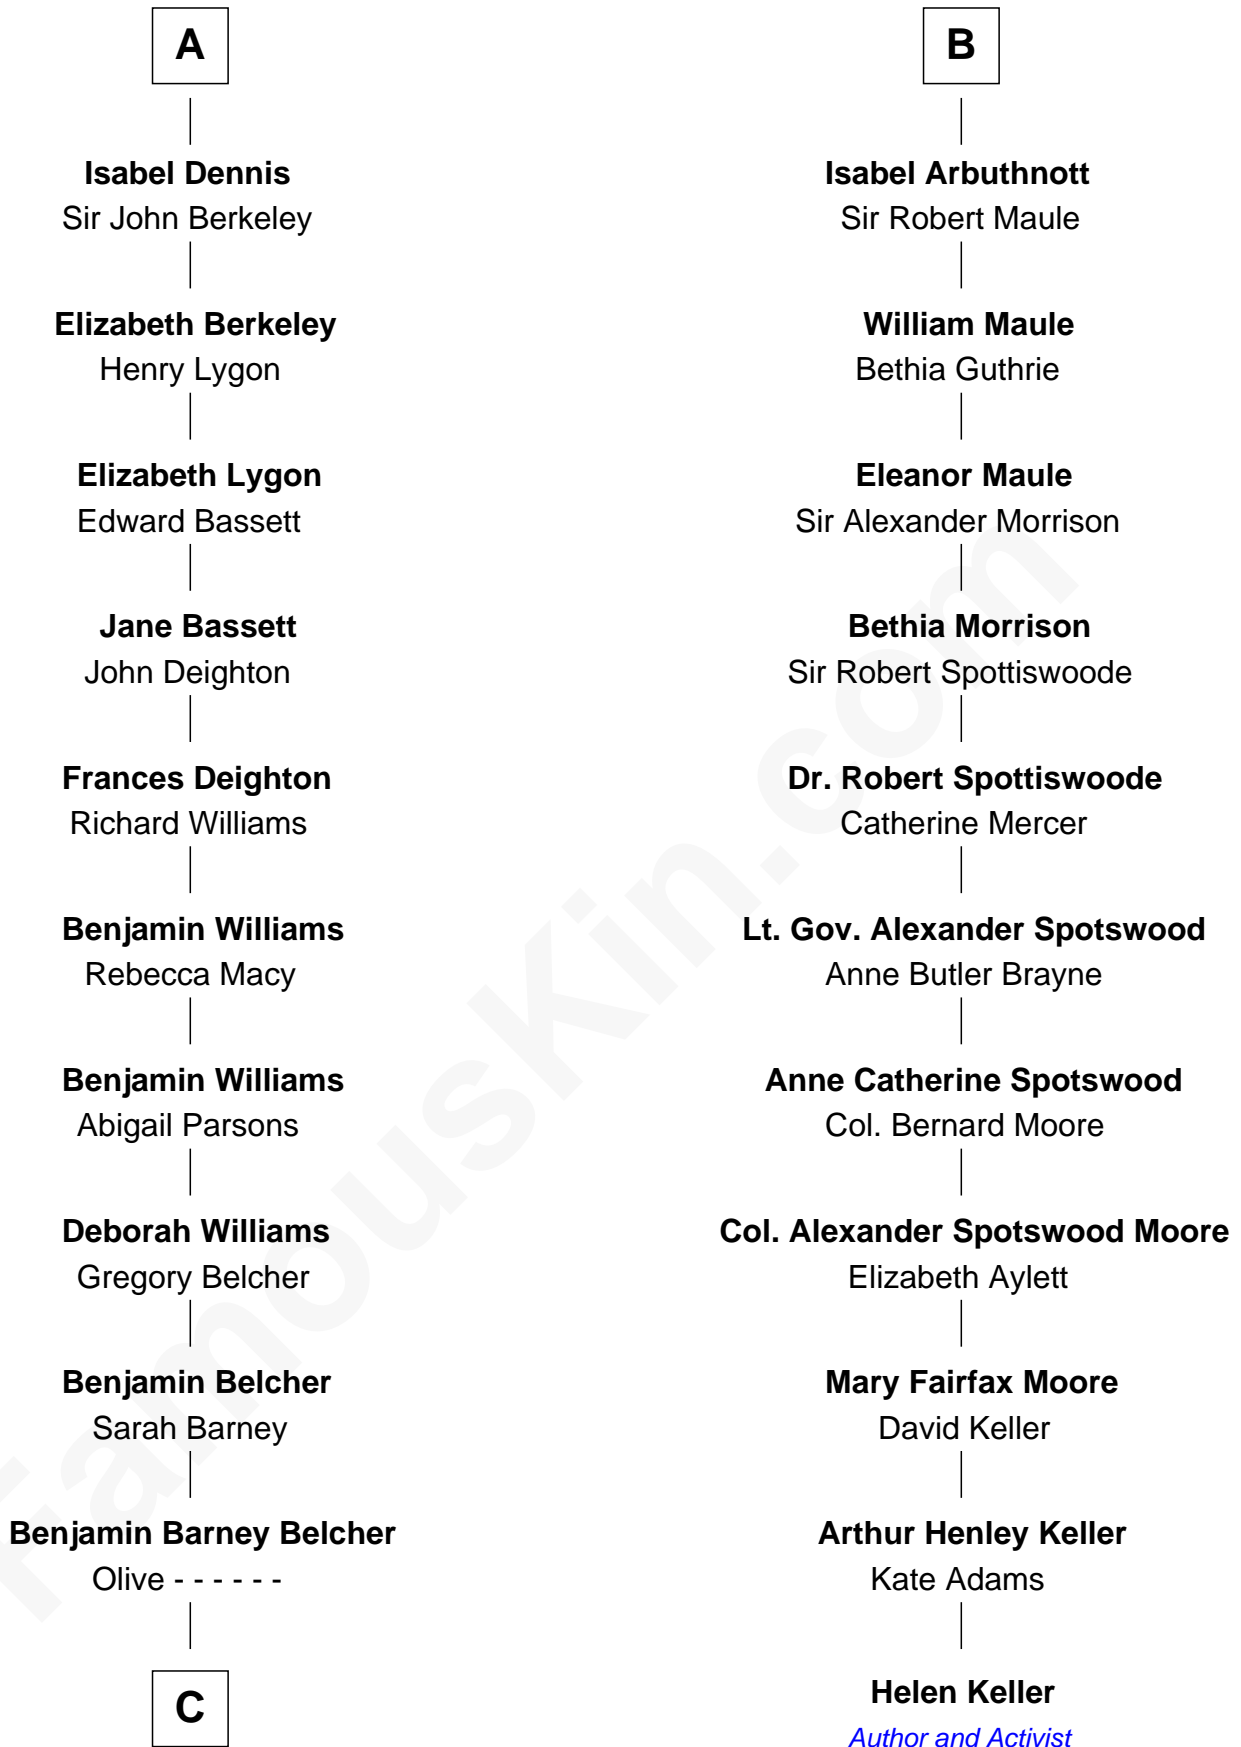 A
Isabel Dennis
Sir John Berkeley
Elizabeth Berkeley
Henry Lygon
Elizabeth Lygon
Edward Bassett
Jane Bassett
John Deighton
Frances Deighton
Richard Williams
Benjamin Williams
Rebecca Macy
Benjamin Williams
Abigail Parsons
Deborah Williams
Gregory Belcher
Benjamin Belcher
Sarah Barney
Benjamin Barney Belcher
Olive - - - - - -
C
B
Isabel Arbuthnott
Sir Robert Maule
William Maule
Bethia Guthrie
Eleanor Maule
Sir Alexander Morrison
Bethia Morrison
Sir Robert Spottiswoode
Dr. Robert Spottiswoode
Catherine Mercer
Lt. Gov. Alexander Spotswood
Anne Butler Brayne
Anne Catherine Spotswood
Col. Bernard Moore
Col. Alexander Spotswood Moore
Elizabeth Aylett
Mary Fairfax Moore
David Keller
Arthur Henley Keller
Kate Adams
Helen Keller
Author and Activist
FamousKin.com